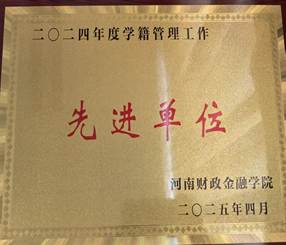 二〇二四年度学籍管理工作
先进单位
河南财政金融学院
二〇二五年四月